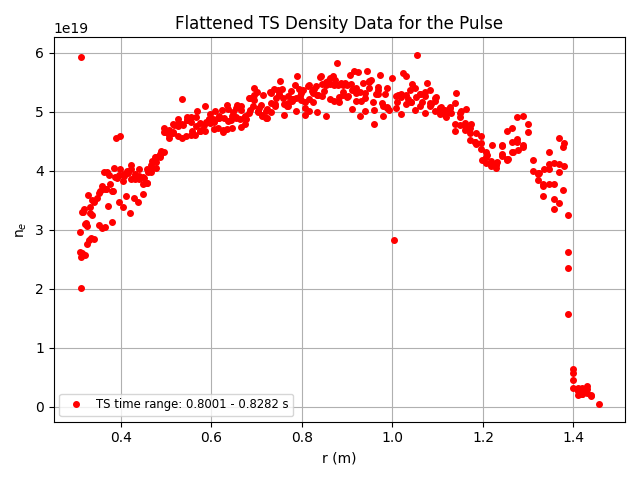 Flattened TS Density Data for the Pulse
1e19
6
5
4
3
2
1
0
nₑ
TS time range: 0.8001 - 0.8282 s
0.4 0.6 0.8 1.0 1.2 1.4
r (m)